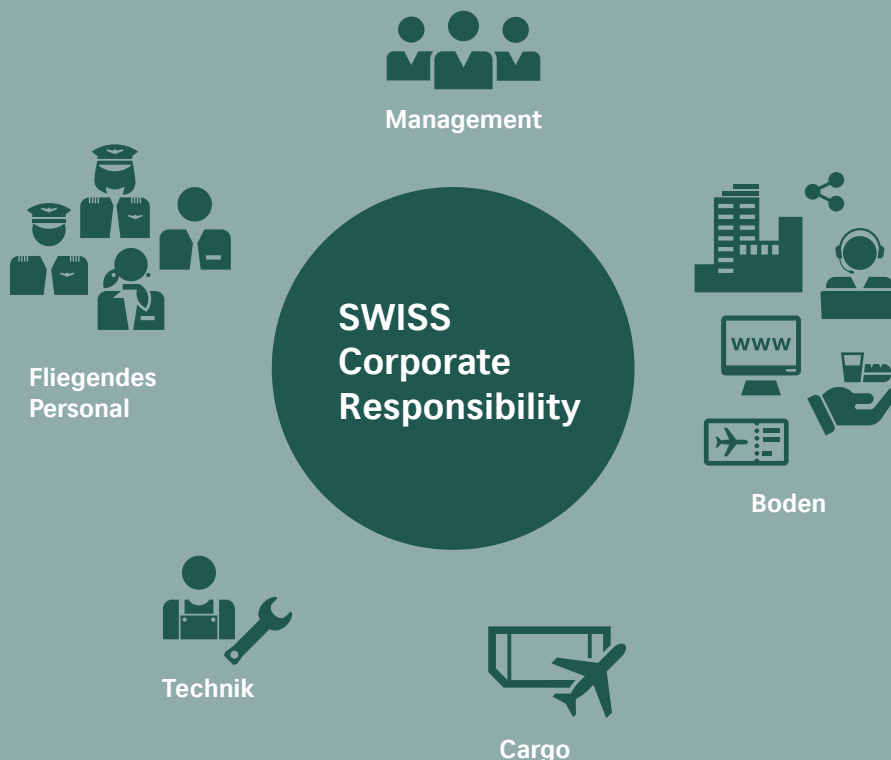 Management
SWISS
Corporate
Responsibility
www
Fliegendes
Personal
Boden
Technik
Cargo